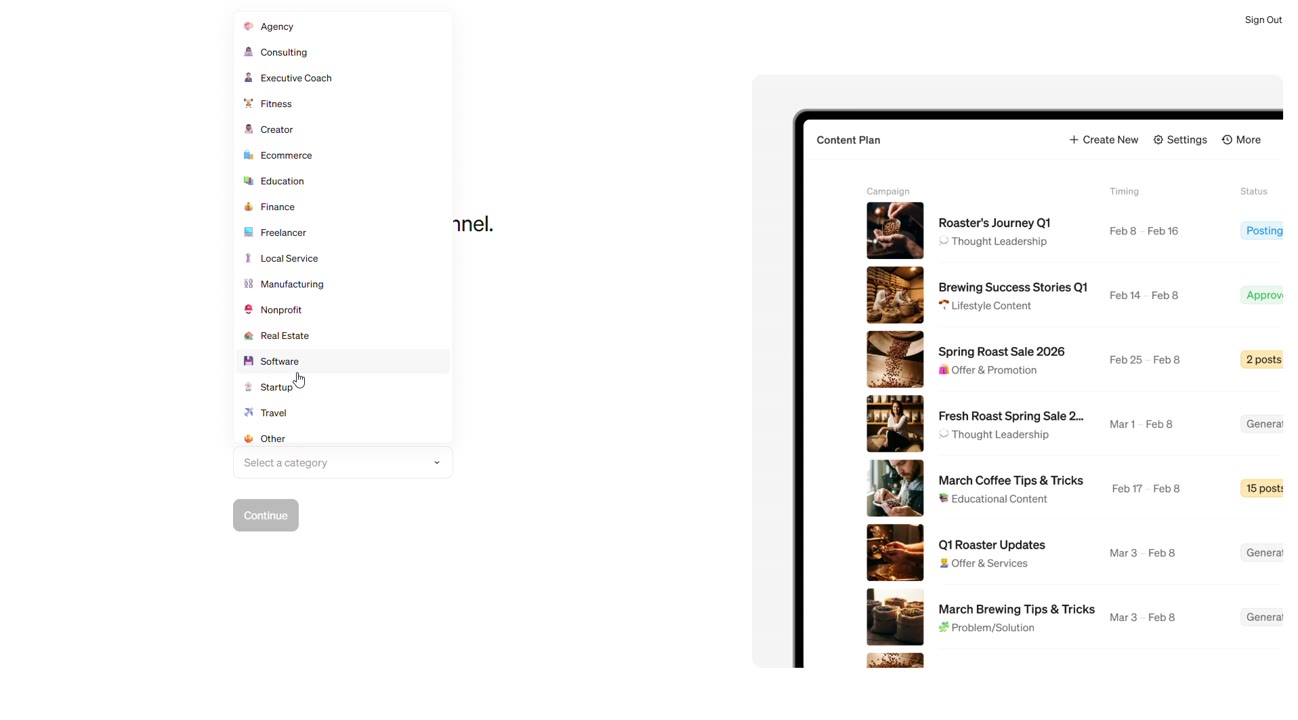 Sign Out
Agency
Consulting
Executive Coach
Fitness
Creator
Ecommerce
Education
Finance
Freelancer
Local Service
Manufacturing
Nonprofit
Real Estate
Software
Startup
Travel
Other
Select a category
Continue
Content Plan
Create New
Settings
More
Campaign
Timing
Status
Roaster's Journey Q1
Thought Leadership
Feb 8 – Feb 16
Posting
Brewing Success Stories Q1
Lifestyle Content
Feb 14 – Feb 8
Spring Roast Sale 2026
Offer & Promotion
Feb 25 – Feb 8
2 posts
Fresh Roast Spring Sale 2...
Thought Leadership
Mar 1 – Feb 8
March Coffee Tips & Tricks
Educational Content
Feb 17 – Feb 8
15 posts
Q1 Roaster Updates
Offer & Services
Mar 3 – Feb 8
March Brewing Tips & Tricks
Problem/Solution
Mar 3 – Feb 8